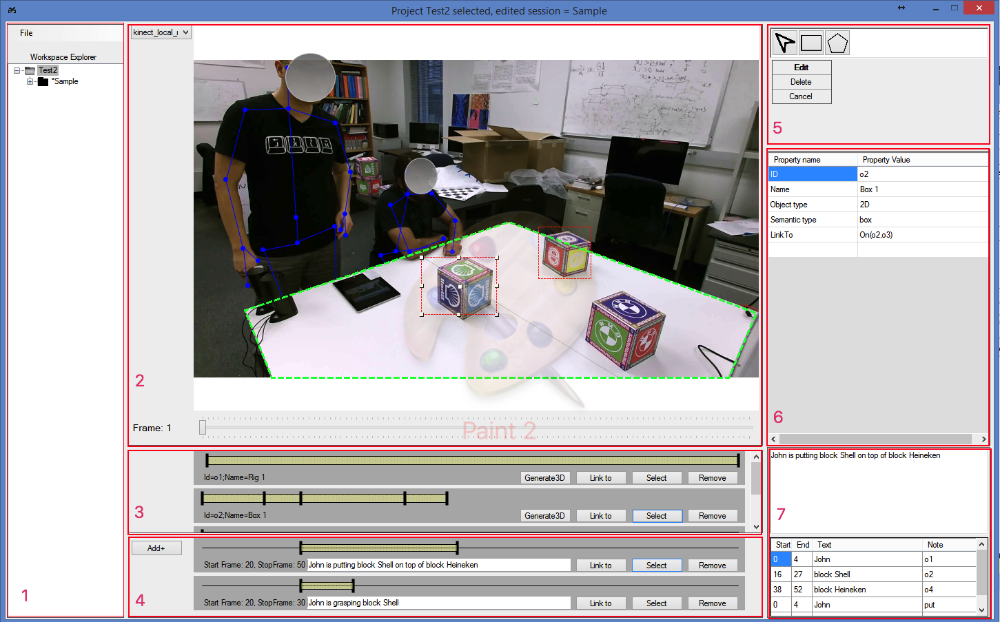 Project Test2 selected, edited session = Sample
File
Workspace Explorer
Test2
*Sample
1
kinect_local_r
K I N E C T
BMW
Frame: 1
Paint 2
2
Id=o1;Name=Rig 1
Generate3D
Link to
Select
Remove
Id=o2;Name=Box 1
Generate3D
Link to
Select
Remove
3
Add+
Start Frame: 20, StopFrame: 50
John is putting block Shell on top of block Heineken
Link to
Select
Remove
Start Frame: 20, StopFrame: 30
John is grasping block Shell
Link to
Select
Remove
4
Edit
Delete
Cancel
5
Property name Property Value
ID o2
Name Box 1
Object type 2D
Semantic type box
LinkTo On(o2,o3)
6
John is putting block Shell on top of block Heineken
7
Start End Text Note
0 4 John o1
16 27 block Shell o2
38 52 block Heineken o4
0 4 John put